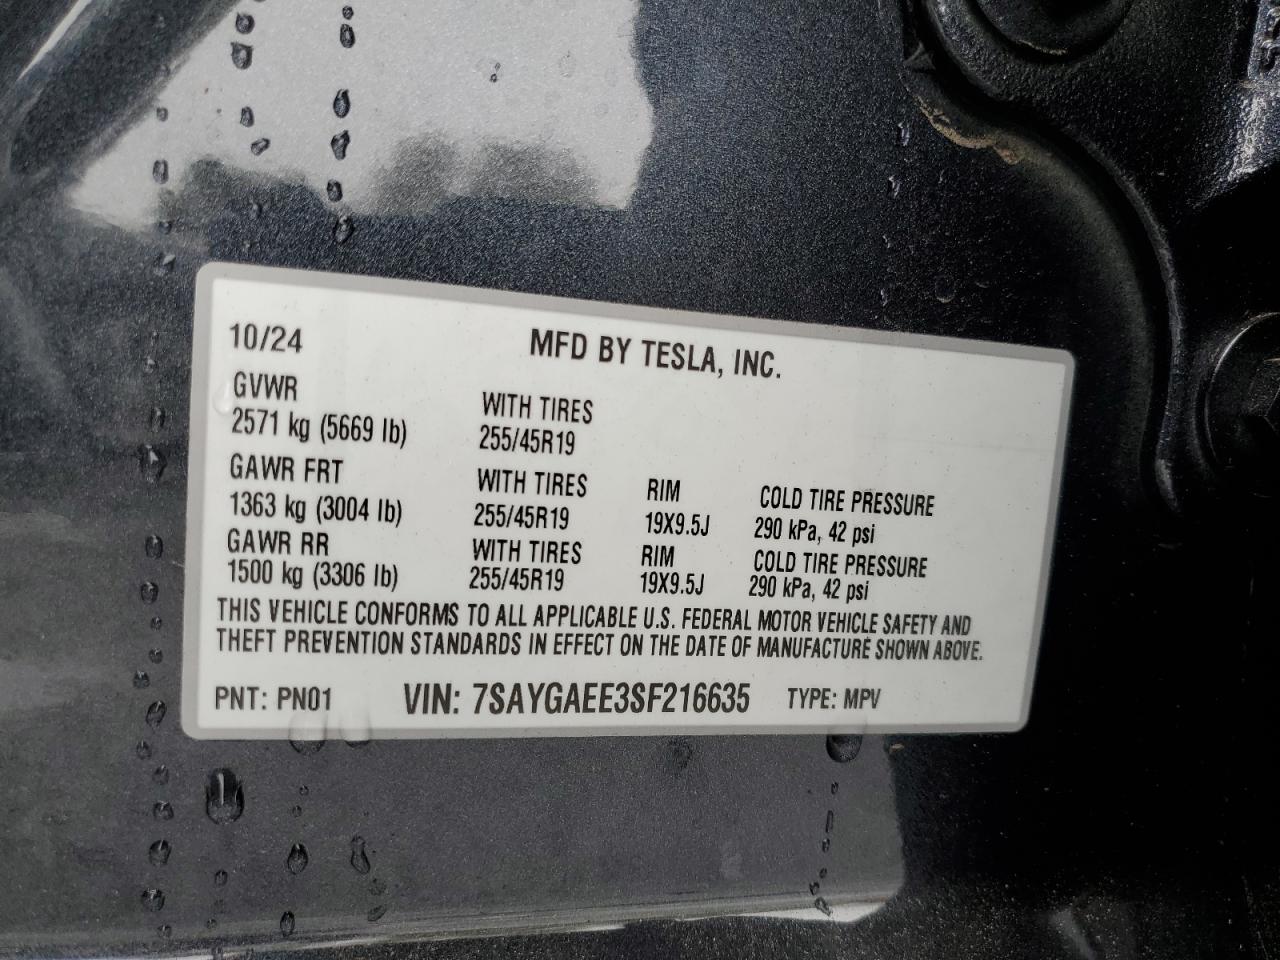 10/24 MFD BY TESLA, INC.
GVWR
2571 kg (5669 lb) WITH TIRES 255/45R19
GAWR FRT WITH TIRES RIM COLD TIRE PRESSURE
1363 kg (3004 lb) 255/45R19 19X9.5J 290 kPa, 42 psi
GAWR RR WITH TIRES RIM COLD TIRE PRESSURE
1500 kg (3306 lb) 255/45R19 19X9.5J 290 kPa, 42 psi
THIS VEHICLE CONFORMS TO ALL APPLICABLE U.S. FEDERAL MOTOR VEHICLE SAFETY AND
THEFT PREVENTION STANDARDS IN EFFECT ON THE DATE OF MANUFACTURE SHOWN ABOVE.
PNT: PN01 VIN: 7SAYGAEE3SF216635 TYPE: MPV